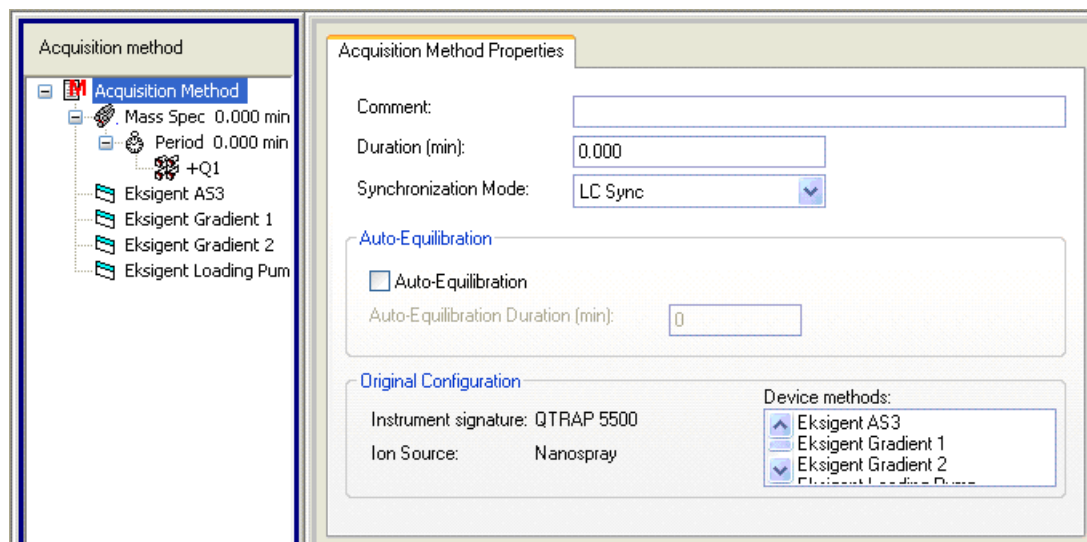 Acquisition method
Acquisition Method
Mass Spec 0.000 min
Period 0.000 min
+Q1
Eksigent AS3
Eksigent Gradient 1
Eksigent Gradient 2
Eksigent Loading Pum
Acquisition Method Properties
Comment:
Duration (min): 0.000
Synchronization Mode: LC Sync
Auto-Equilibration
Auto-Equilibration
Auto-Equilibration Duration (min): 0
Original Configuration
Instrument signature: QTRAP 5500
Ion Source: Nanospray
Device methods:
Eksigent AS3
Eksigent Gradient 1
Eksigent Gradient 2
Eksigent Loading Pump